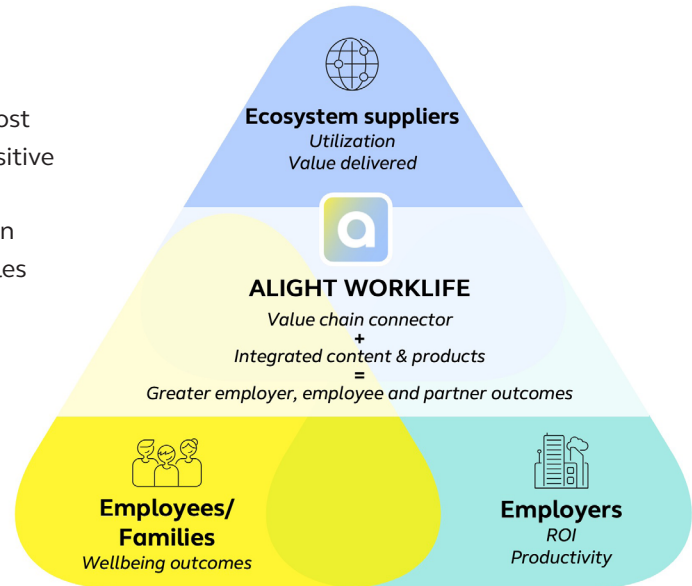 Ecosystem suppliers
Utilization
Value delivered
a
ALIGHT WORKLIFE
Value chain connector
+
Integrated content & products
=
Greater employer, employee and partner outcomes
Employees/
Families
Wellbeing outcomes
Employers
ROI
Productivity